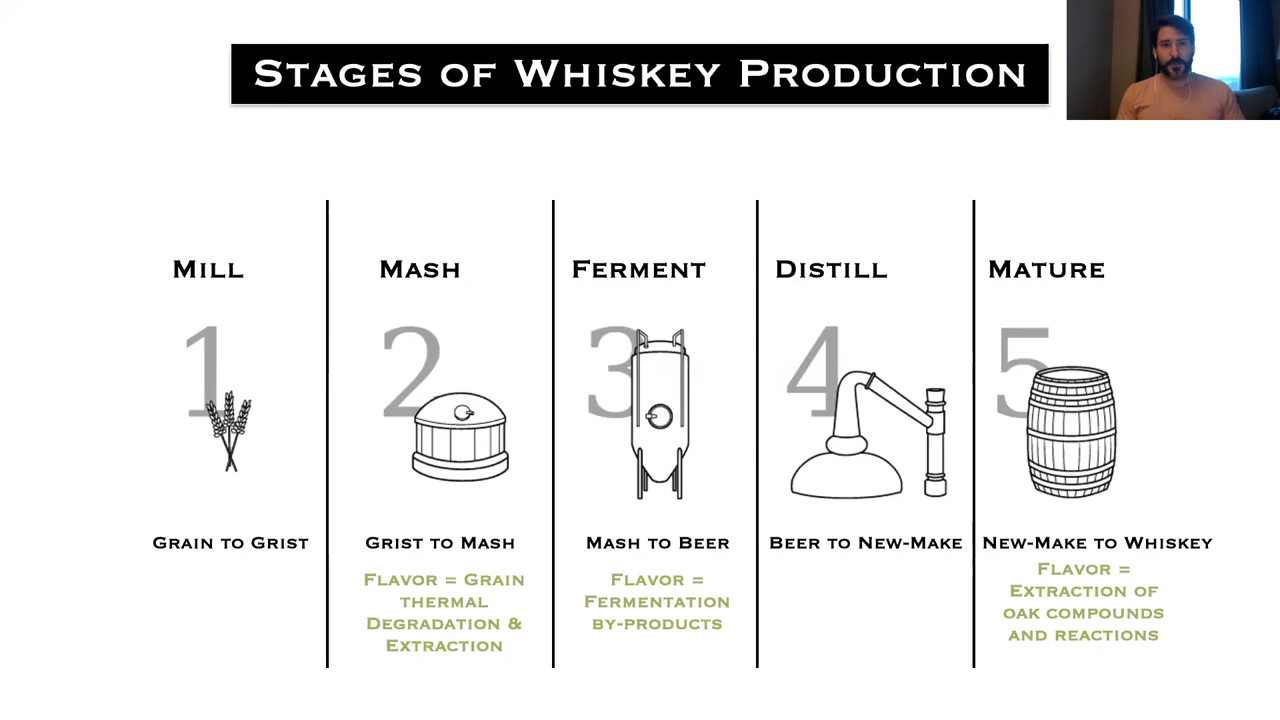 STAGES OF WHISKEY PRODUCTION
MILL
1
GRAIN TO GRIST
MASH
2
GRIST TO MASH
FLAVOR = GRAIN
THERMAL
DEGRADATION &
EXTRACTION
FERMENT
3
MASH TO BEER
FLAVOR =
FERMENTATION
BY-PRODUCTS
DISTILL
4
BEER TO NEW-MAKE
MATURE
5
NEW-MAKE TO WHISKEY
FLAVOR =
EXTRACTION OF
OAK COMPOUNDS
AND REACTIONS